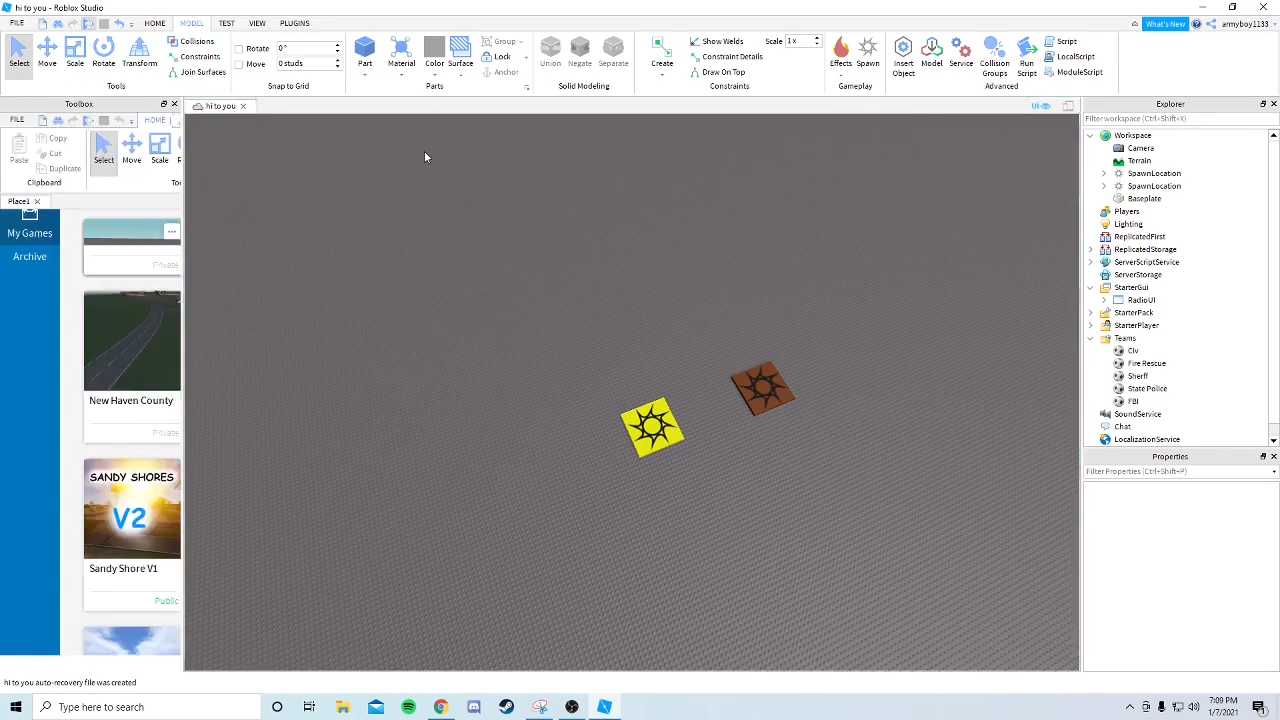 hi to you - Roblox Studio
FILE HOME MODEL TEST VIEW PLUGINS What's New armyboy1133
Select Move Scale Rotate Transform
Collisions
Constraints
Join Surfaces
Tools
Rotate 0°
Move 0 studs
Snap to Grid
Part Material Color Surface
Group
Lock
Anchor
Parts
Union Negate Separate
Solid Modeling
Create
Show Welds
Constraint Details
Draw On Top
Scale 1 x
Constraints
Effects Spawn
Gameplay
Insert Object
Model
Service
Collision Groups
Run Script
Script
LocalScript
ModuleScript
Advanced
Toolbox
FILE HOME
Paste
Copy
Cut
Duplicate
Clipboard
Select Move Scale
Place1
My Games
Archive
Private
New Haven County
Private
SANDY SHORES
V2
Sandy Shore V1
Public
hi to you
UI
Explorer
Filter workspace (Ctrl+Shift+X)
Workspace
Camera
Terrain
SpawnLocation
SpawnLocation
Baseplate
Players
Lighting
ReplicatedFirst
ReplicatedStorage
ServerScriptService
ServerStorage
StarterGui
RadioUI
StarterPack
StarterPlayer
Teams
Civ
Fire Rescue
Sherff
State Police
FBI
SoundService
Chat
LocalizationService
Properties
Filter Properties (Ctrl+Shift+P)
hi to you auto-recovery file was created
Type here to search
7:09 PM
1/7/2021